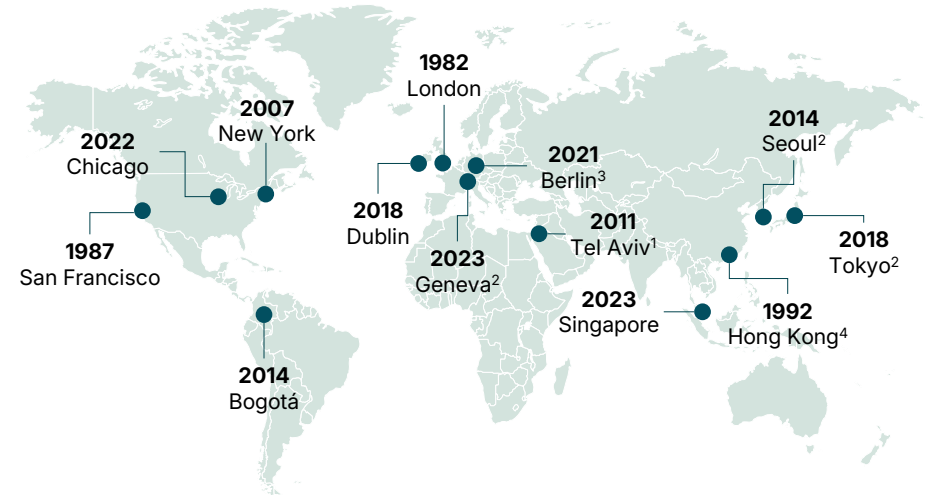 1982
London
2007
New York
2014
Seoul²
2022
Chicago
2021
Berlin³
2018
Dublin
2011
Tel Aviv¹
1987
San Francisco
2023
Geneva²
2018
Tokyo²
2023
Singapore
1992
Hong Kong⁴
2014
Bogotá